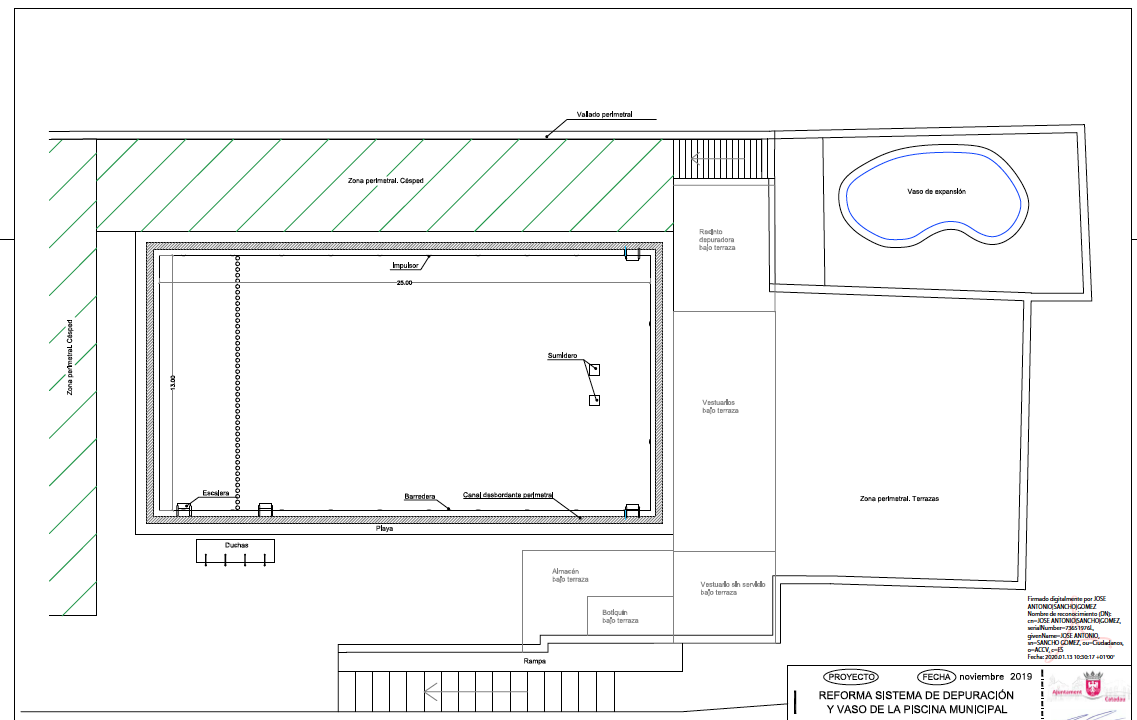 Vallado perimetral
Zona perimetral. Césped
Vaso de expansión
Recinto
depuradora
bajo terraza
Impulsor
25.00
Zona perimetral. Césped
Sumidero
13.00
Vestuarios
bajo terraza
Escalera
Barredera
Canal desbordante perimetral
Zona perimetral. Terrazas
Playa
Duchas
Almacén
bajo terraza
Vestuario sin servicio
bajo terraza
Botiquín
bajo terraza
Rampa
Firmado digitalmente por JOSE
ANTONIO|SANCHO|GOMEZ
Nombre de reconocimiento (DN):
cn=JOSE ANTONIO|SANCHO|GOMEZ,
givenName=JOSE ANTONIO,
sn=SANCHO GOMEZ, ou=Ciudadanos,
o=ACCV, c=ES
Fecha: 2020.01.13 10:30:17 +01'00'
PROYECTO
FECHA noviembre 2019
REFORMA SISTEMA DE DEPURACIÓN
Y VASO DE LA PISCINA MUNICIPAL
Ajuntament Catadau